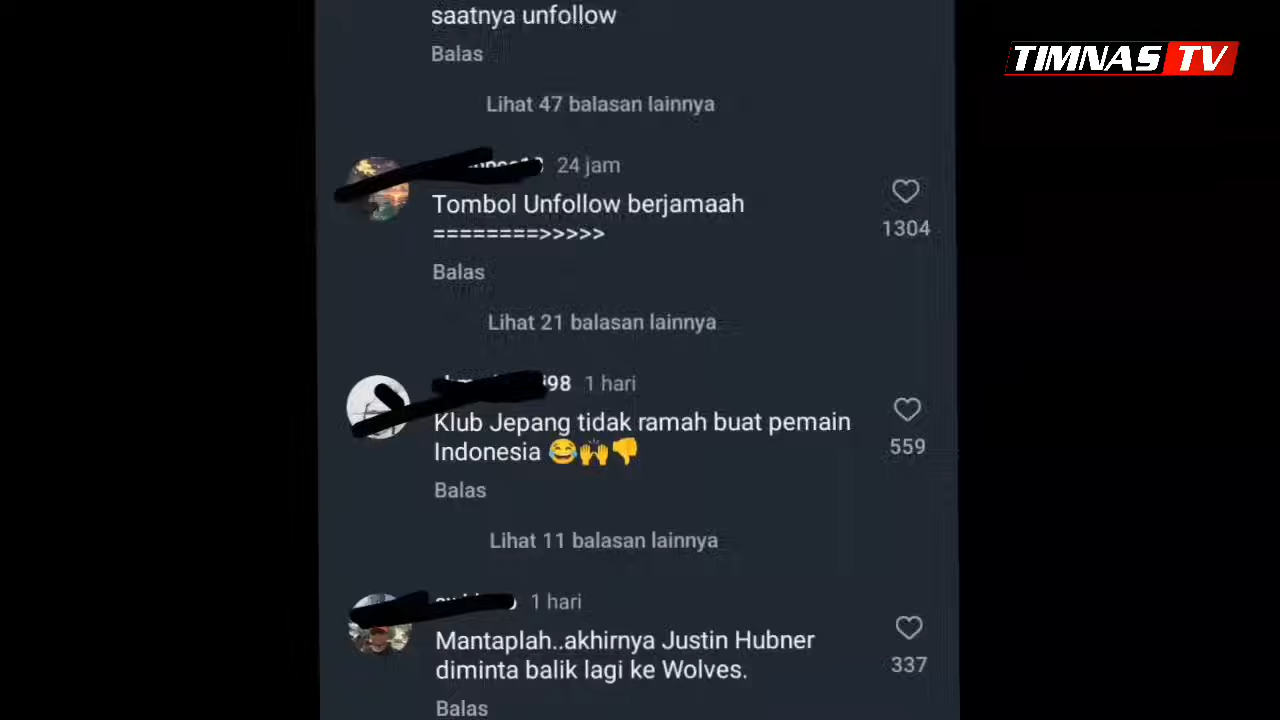 saatnya unfollow
Balas
TIMNAS TV
Lihat 47 balasan lainnya
24 jam
Tombol Unfollow berjamaah
========>>>>>
1304
Balas
Lihat 21 balasan lainnya
1 hari
Klub Jepang tidak ramah buat pemain
Indonesia 😂🙌👎
559
Balas
Lihat 11 balasan lainnya
1 hari
Mantaplah..akhirnya Justin Hubner
diminta balik lagi ke Wolves.
337
Balas